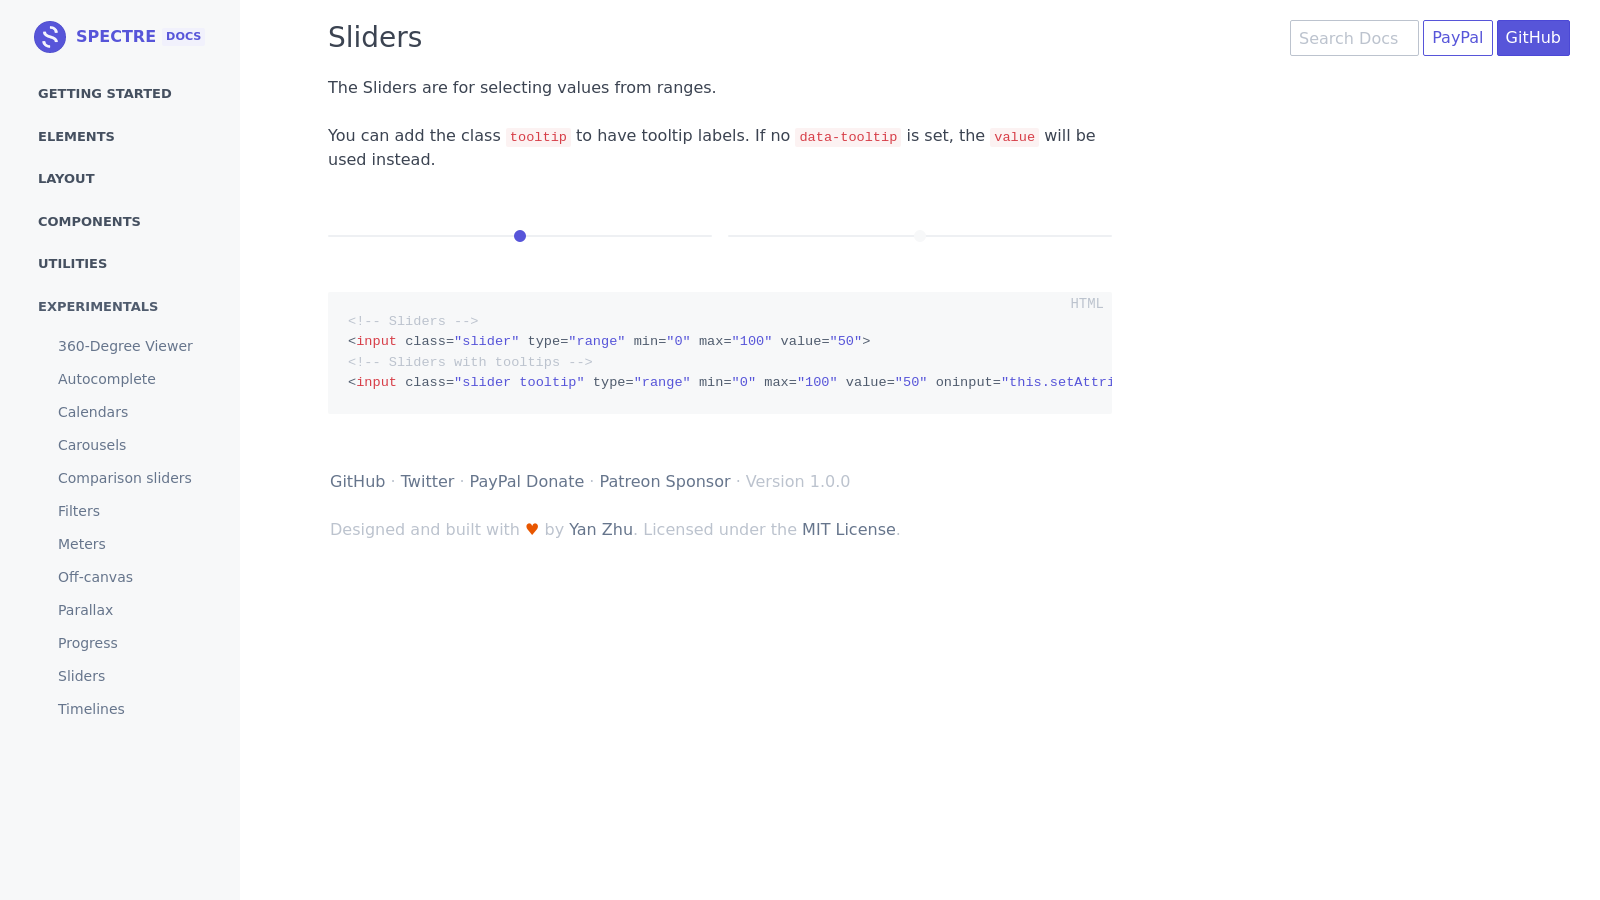 SPECTRE DOCS
GETTING STARTED
ELEMENTS
LAYOUT
COMPONENTS
UTILITIES
EXPERIMENTALS
360-Degree Viewer
Autocomplete
Calendars
Carousels
Comparison sliders
Filters
Meters
Off-canvas
Parallax
Progress
Sliders
Timelines
Sliders
Search Docs
PayPal
GitHub
The Sliders are for selecting values from ranges.
You can add the class tooltip to have tooltip labels. If no data-tooltip is set, the value will be
used instead.
HTML
<!-- Sliders -->
<input class="slider" type="range" min="0" max="100" value="50">
<!-- Sliders with tooltips -->
<input class="slider tooltip" type="range" min="0" max="100" value="50" oninput="this.setAttri
GitHub · Twitter · PayPal Donate · Patreon Sponsor · Version 1.0.0
Designed and built with ♥ by Yan Zhu. Licensed under the MIT License.